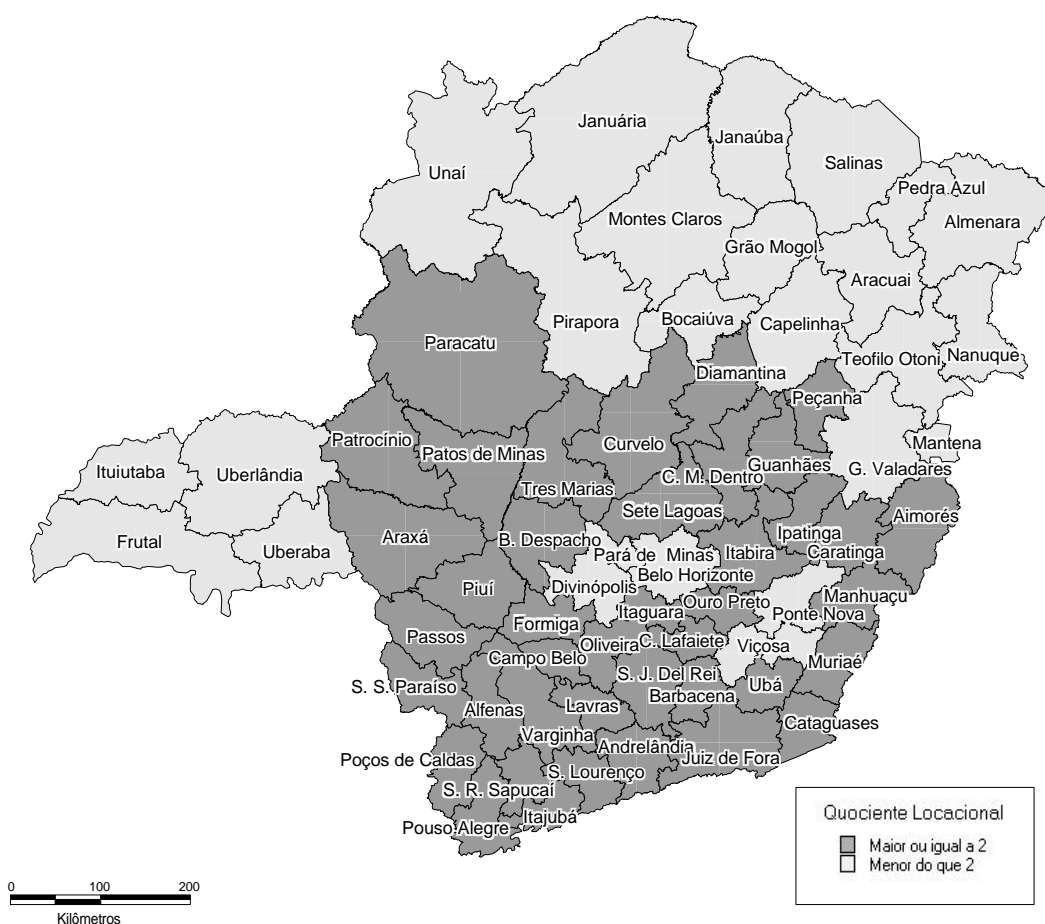 Januária
Janaúba
Salinas
Unaí
Pedra Azul
Almenara
Montes Claros
Grão Mogol
Aracuai
Pirapora
Bocaiúva
Capelinha
Paracatu
Teofilo Otoni
Nanuque
Diamantina
Peçanha
Patrocínio
Curvelo
Mantena
Patos de Minas
Ituiutaba
Uberlândia
Guanhães
G. Valadares
C. M. Dentro
Tres Marias
Sete Lagoas
Aimorés
Ipatinga
Araxá
B. Despacho
Frutal
Uberaba
Pará de Minas
Itabira
Caratinga
Belo Horizonte
Divinópolis
Piuí
Manhuaçu
Ouro Preto
Itaguara
Ponte Nova
Formiga
Passos
Oliveira
C. Lafaiete
Viçosa
Campo Belo
Muriaé
S. J. Del Rei
S. S. Paraíso
Ubá
Barbacena
Alfenas
Lavras
Cataguases
Varginha
Andrelândia
Juiz de Fora
Poços de Caldas
S. Lourenço
S. R. Sapucaí
Itajubá
Pouso Alegre
Quociente Locacional
Maior ou igual a 2
Menor do que 2
0 100 200
Kilômetros